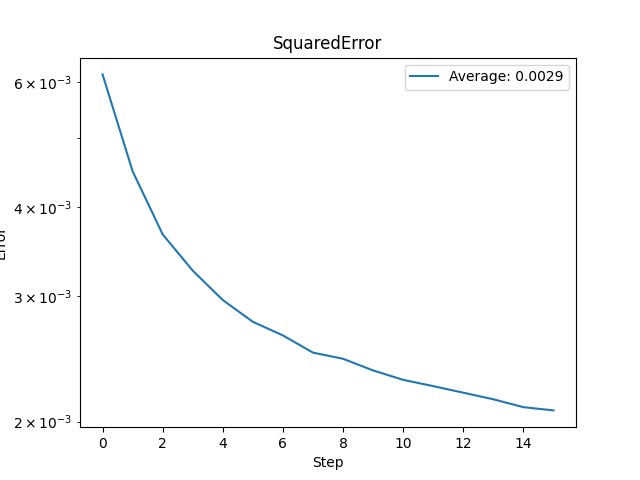 SquaredError
Average: 0.0029
6 × 10⁻³
4 × 10⁻³
3 × 10⁻³
2 × 10⁻³
Error
0 2 4 6 8 10 12 14
Step